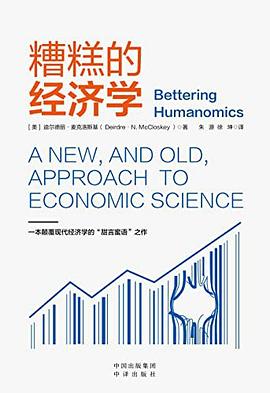 糟糕的
经济学
Bettering
Humanomics
[美] 迪尔德丽·麦克洛斯基（Deirdre·N.McCloskey）著 朱源 徐坤 译
A NEW, AND OLD,
APPROACH TO
ECONOMIC SCIENCE
一本颠覆现代经济学的“甜言蜜语”之作
中国出版集团
中译出版社